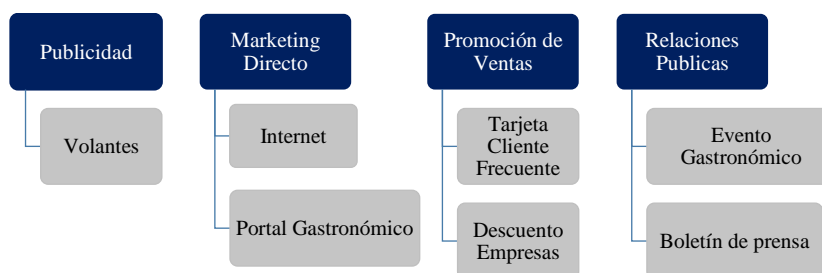 Publicidad
Volantes
Marketing
Directo
Internet
Portal Gastronómico
Promoción de
Ventas
Tarjeta
Cliente
Frecuente
Descuento
Empresas
Relaciones
Publicas
Evento
Gastronómico
Boletín de prensa